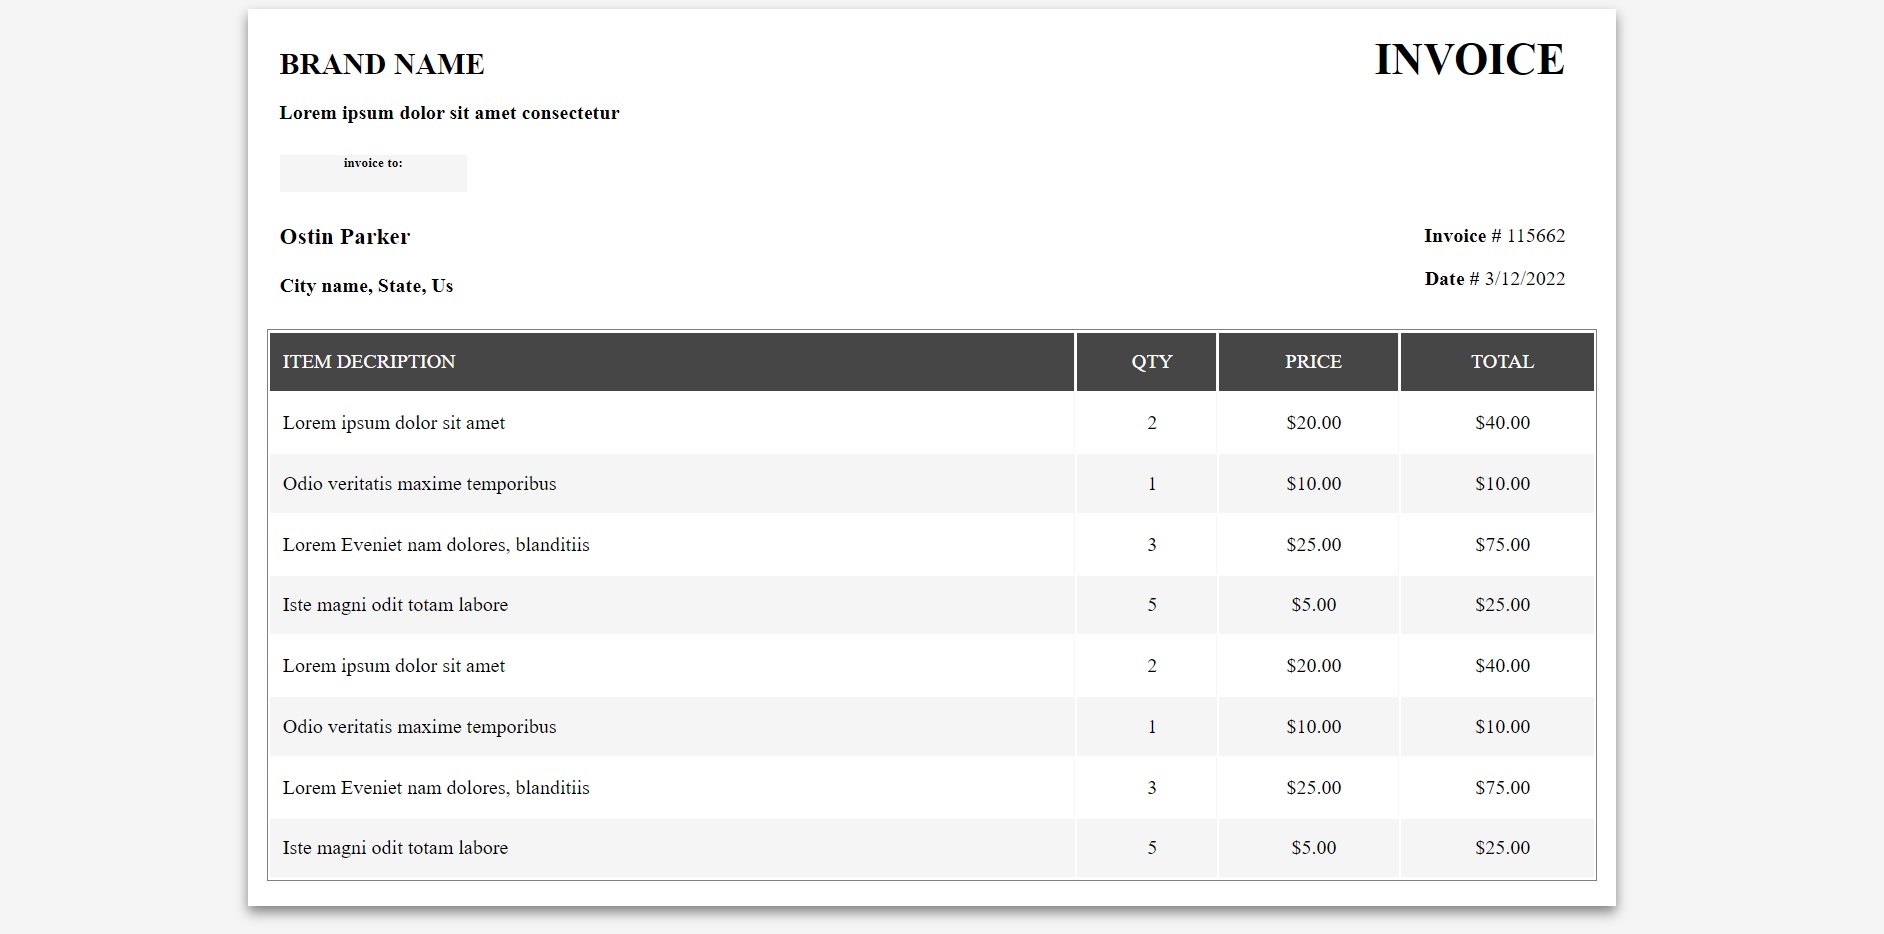 BRAND NAME
INVOICE
Lorem ipsum dolor sit amet consectetur
invoice to:
Ostin Parker
Invoice # 115662
City name, State, Us
Date # 3/12/2022
ITEM DECRIPTION QTY PRICE TOTAL
Lorem ipsum dolor sit amet 2 $20.00 $40.00
Odio veritatis maxime temporibus 1 $10.00 $10.00
Lorem Eveniet nam dolores, blanditiis 3 $25.00 $75.00
Iste magni odit totam labore 5 $5.00 $25.00
Lorem ipsum dolor sit amet 2 $20.00 $40.00
Odio veritatis maxime temporibus 1 $10.00 $10.00
Lorem Eveniet nam dolores, blanditiis 3 $25.00 $75.00
Iste magni odit totam labore 5 $5.00 $25.00